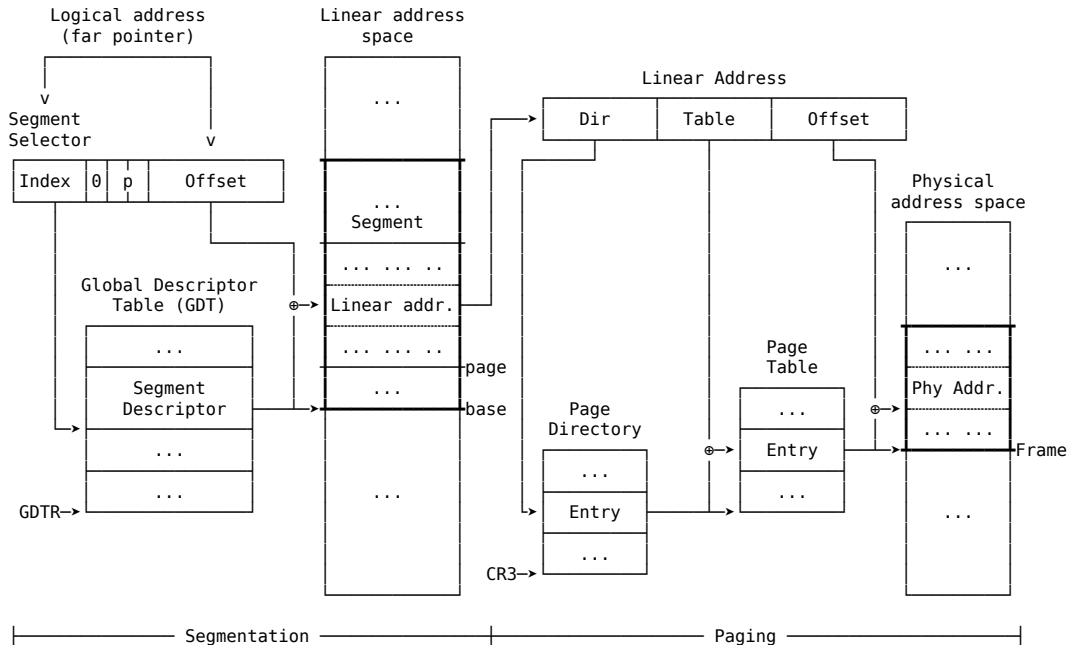 Logical address
(far pointer)
Linear address
space
v
Segment
Selector
v
Index 0 p Offset
...
...
Segment
... ... ..
Linear addr.
... ... ..
page
...
base
...
Global Descriptor
Table (GDT)
...
Segment
Descriptor
...
...
GDTR
⊕
Linear Address
Dir Table Offset
Page
Directory
...
Entry
...
CR3
⊕
Page
Table
...
Entry
...
⊕
Physical
address space
...
... ...
Phy Addr.
... ...
Frame
...
Segmentation
Paging